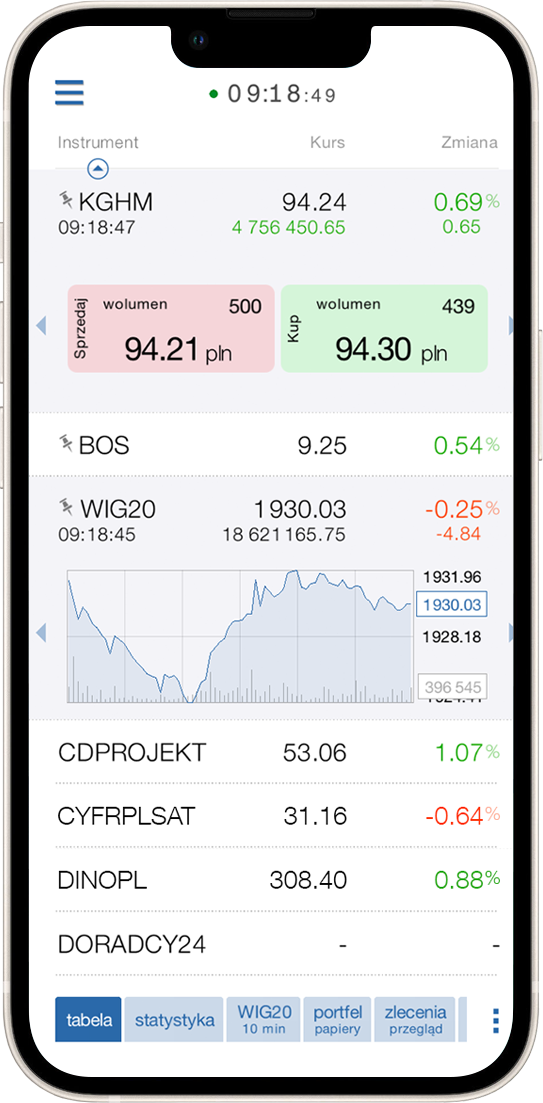 09:18:49
Instrument Kurs Zmiana
KGHM 94.24 0.69%
09:18:47 4 756 450.65 0.65
Sprzedaj
wolumen 500
94.21 pln
Kup
wolumen 439
94.30 pln
BOS 9.25 0.54%
WIG20 1930.03 -0.25%
09:18:45 18 621 165.75 -4.84
1931.96
1930.03
1928.18
396 545
CDPROJEKT 53.06 1.07%
CYFRPLSAT 31.16 -0.64%
DINOPL 308.40 0.88%
DORADCY24 - -
tabela
statystyka
WIG20
10 min
portfel
papiery
zlecenia
przegląd